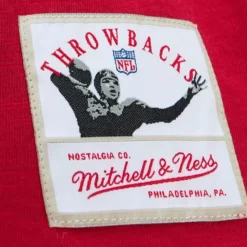 THROWBACKS
NFL
NOSTALGIA CO.
Mitchell & Ness
PHILADELPHIA, PA.